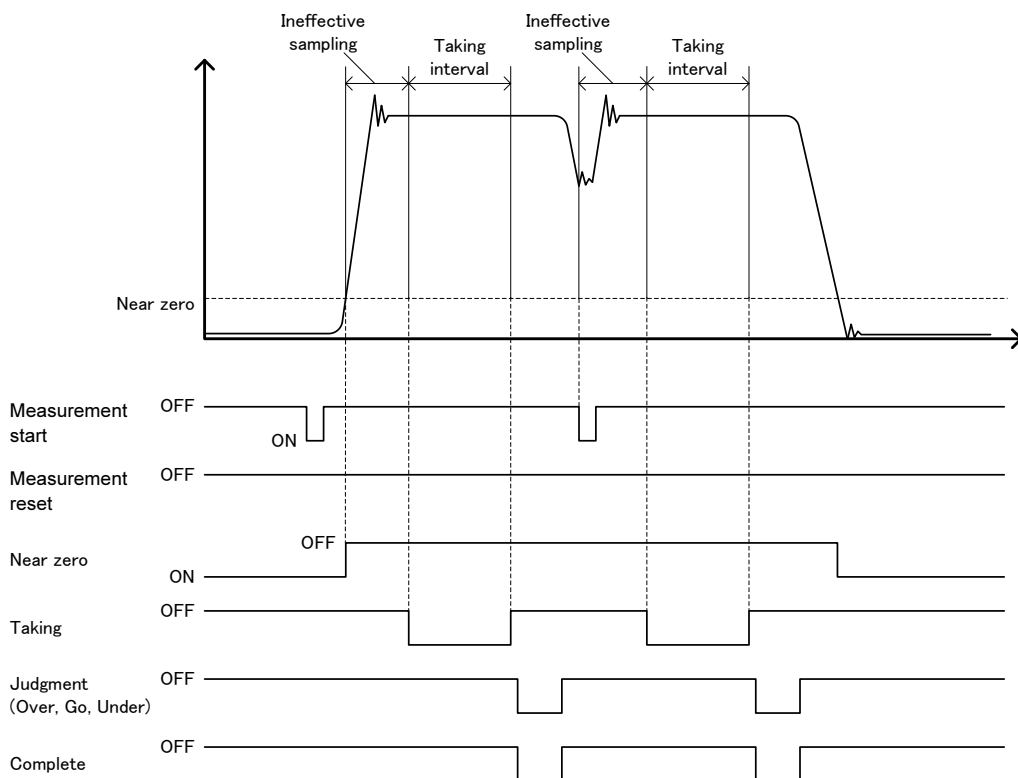 Ineffective
sampling
Taking
interval
Ineffective
sampling
Taking
interval
Near zero
Measurement
start
OFF
ON
Measurement
reset
OFF
Near zero
OFF
ON
Taking
OFF
Judgment
(Over, Go, Under)
OFF
Complete
OFF